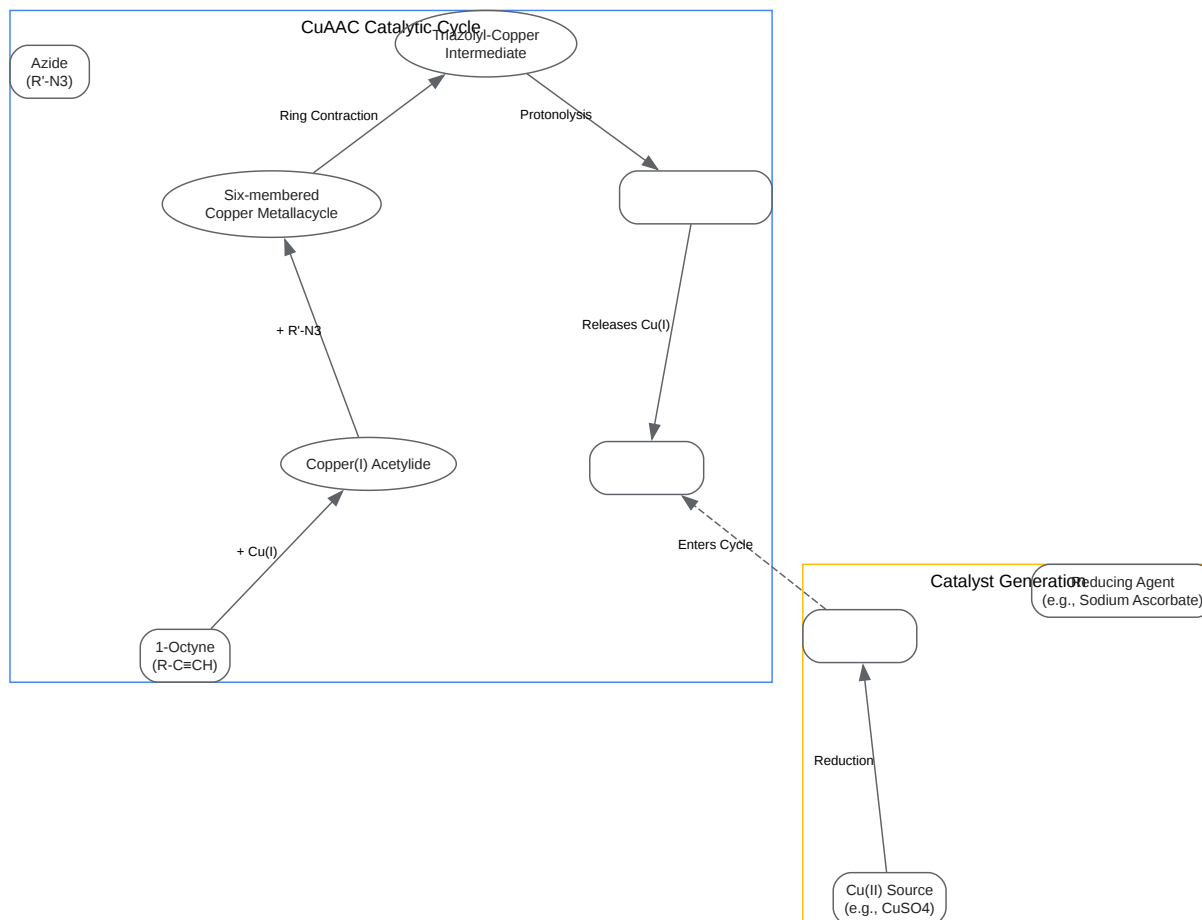 CuAAC Catalytic Cycle
Triazolyl-Copper
Intermediate
Azide
(R'-N3)
Ring Contraction
Protonolysis
Six-membered
Copper Metallacycle
+ R'-N3
Releases Cu(I)
Copper(I) Acetylide
+ Cu(I)
Enters Cycle
1-Octyne
(R-C≡CH)
Catalyst Generation
Reducing Agent
(e.g., Sodium Ascorbate)
Reduction
Cu(II) Source
(e.g., CuSO4)